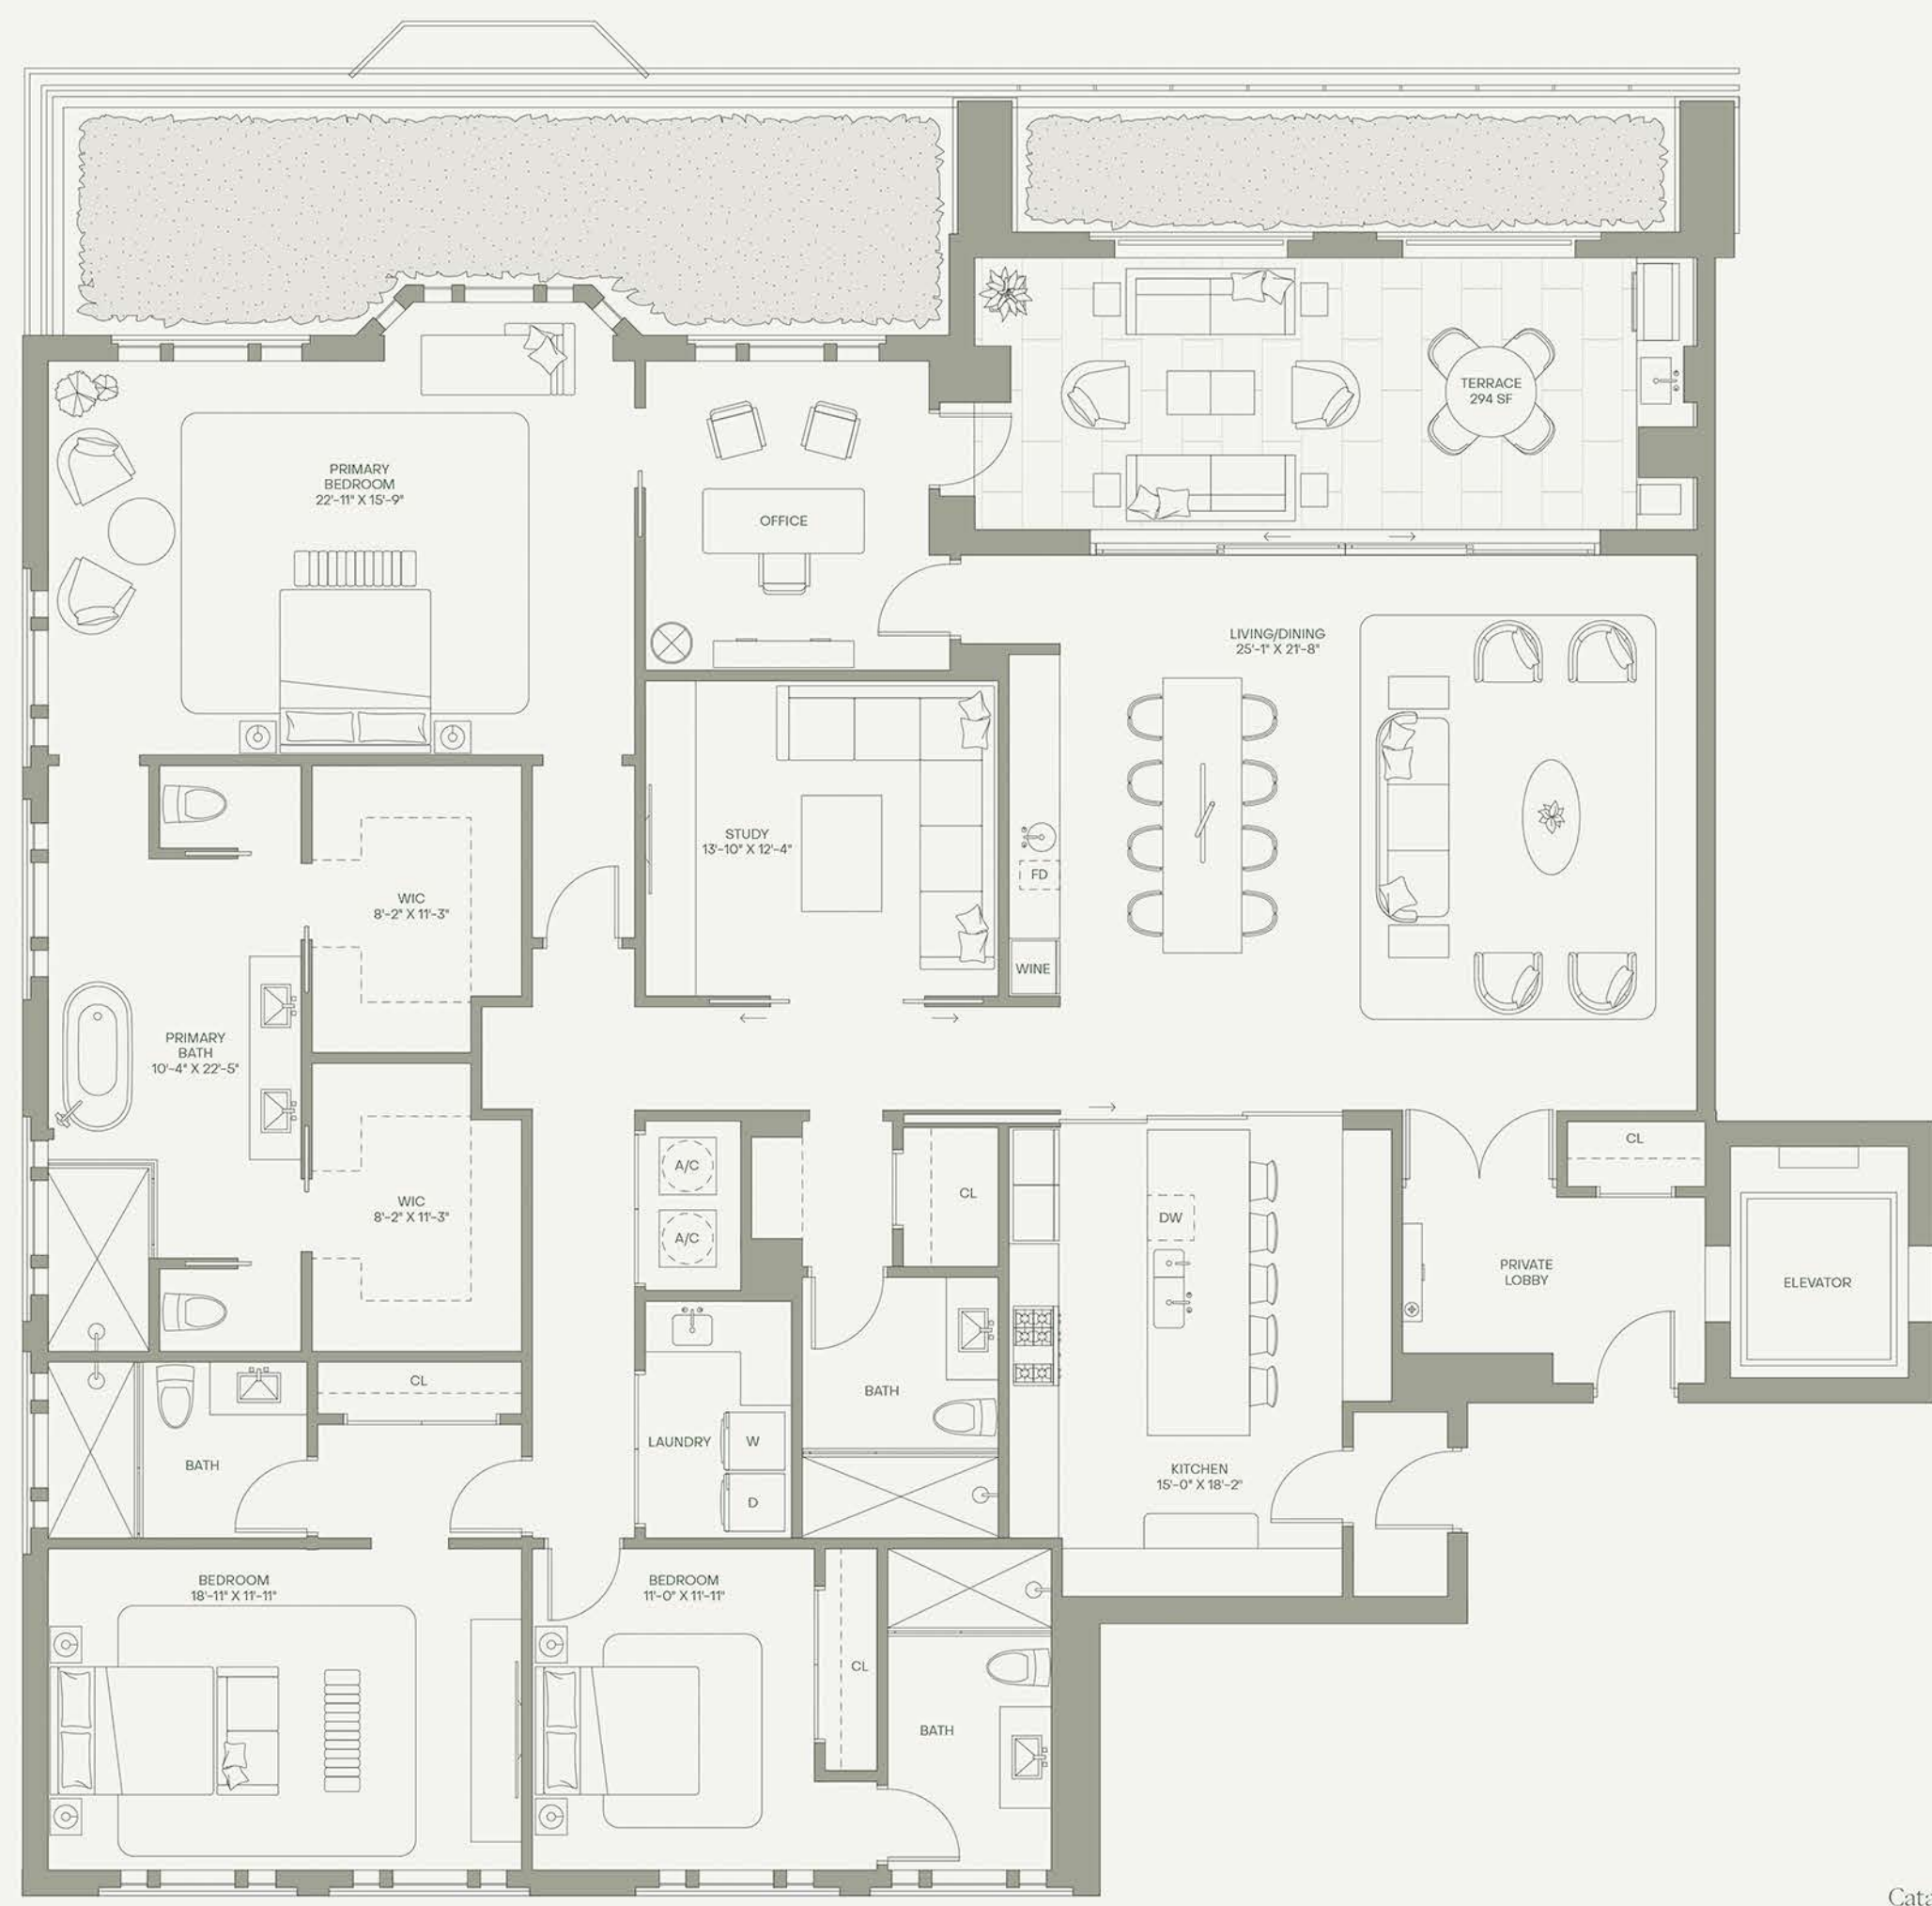 TERRACE
294 SF
PRIMARY
BEDROOM
22'-11" X 15'-9"
OFFICE
LIVING/DINING
25'-1" X 21'-8"
STUDY
13'-10" X 12'-4"
FD
WIC
8'-2" X 11'-3"
WINE
PRIMARY
BATH
10'-4" X 22'-5"
CL
A/C
CL
WIC
8'-2" X 11'-3"
DW
A/C
PRIVATE
LOBBY
ELEVATOR
CL
BATH
LAUNDRY
W
BATH
KITCHEN
15'-0" X 18'-2"
D
BEDROOM
18'-11" X 11'-11"
BEDROOM
11'-0" X 11'-11"
CL
BATH